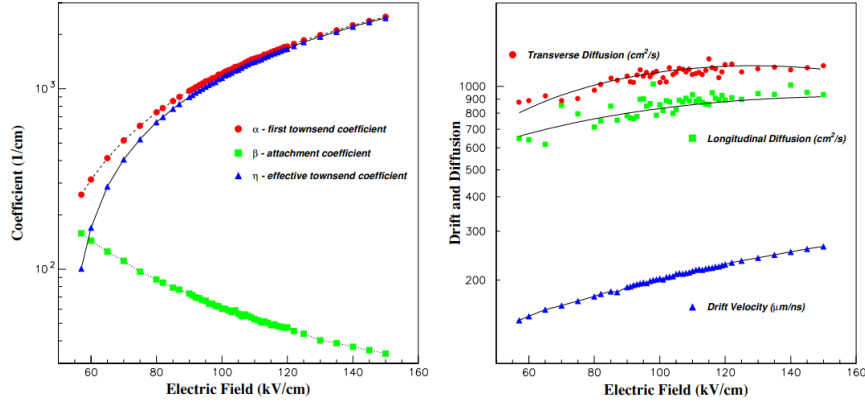 Coefficient (1/cm)
10³
10²
α - first townsend coefficient
β - attachment coefficient
η - effective townsend coefficient
60 80 100 120 140 160
Electric Field (kV/cm)
Drift and Diffusion
1000
900
800
700
600
500
400
300
200
Transverse Diffusion (cm²/s)
Longitudinal Diffusion (cm²/s)
Drift Velocity (μm/ns)
60 80 100 120 140 160
Electric Field (kV/cm)